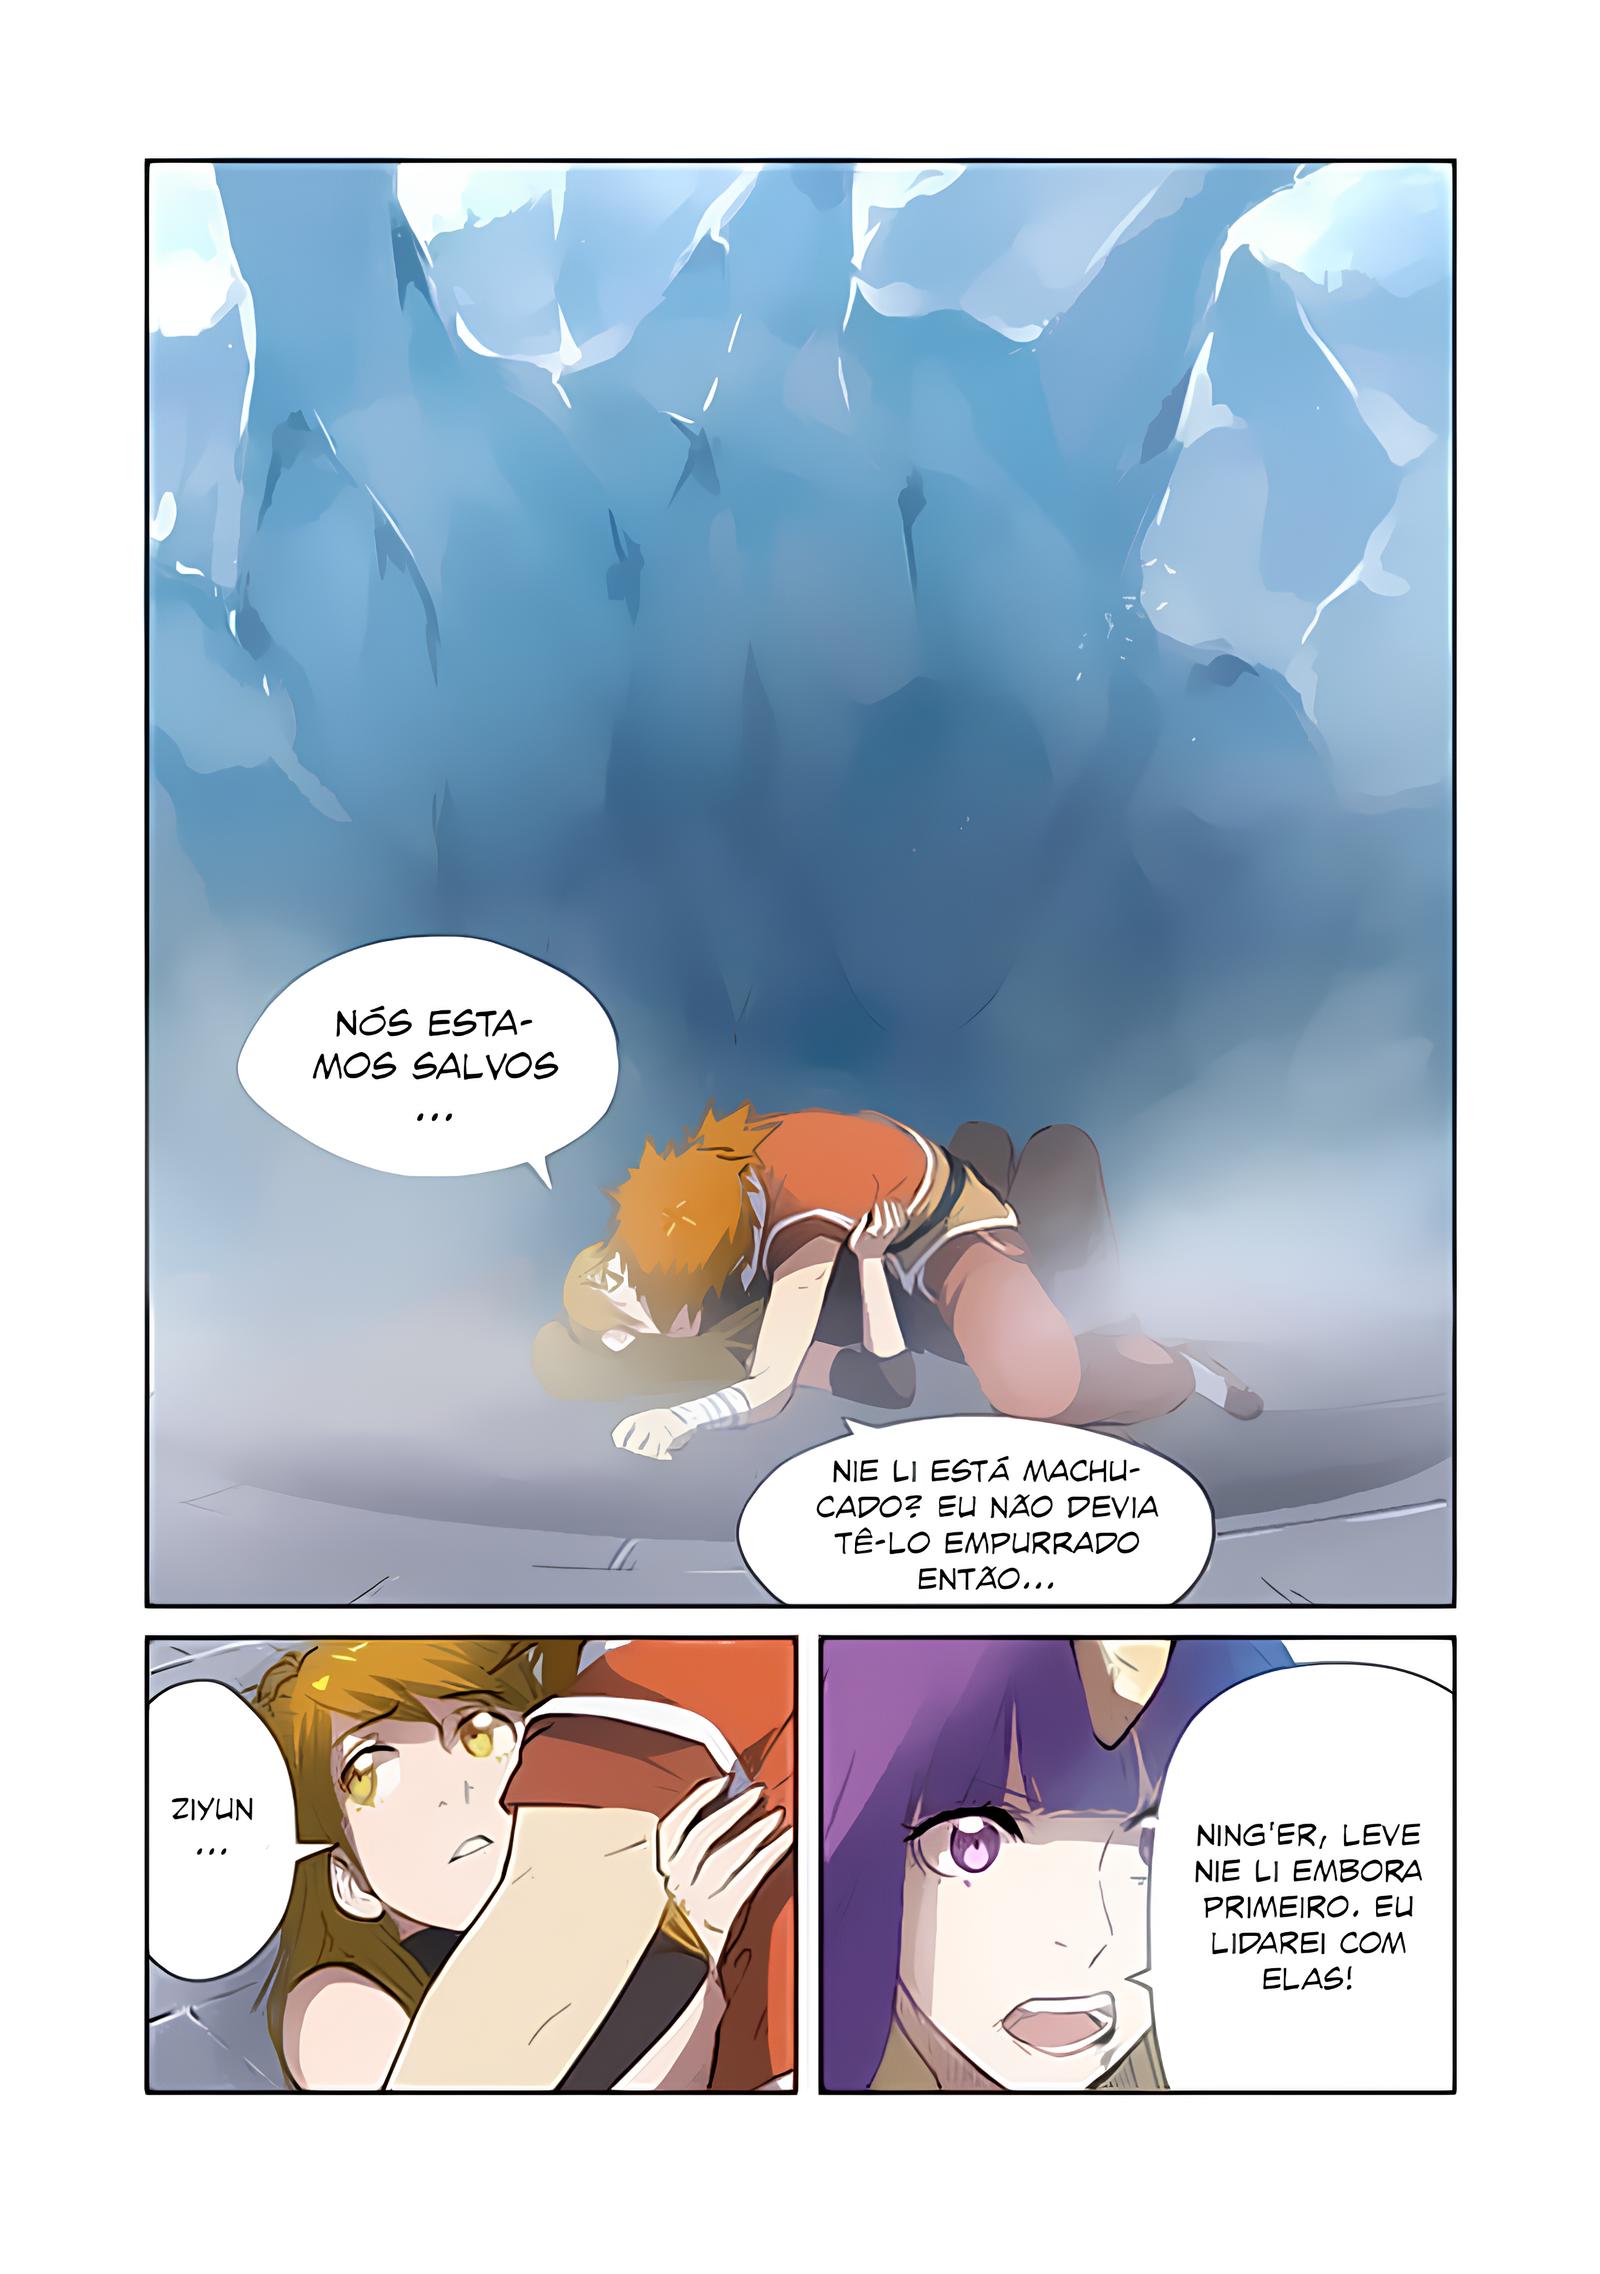 NÓS ESTA-
MOS SALVOS
...
NIE LI ESTÁ MACHU-
CADO? EU NÃO DEVIA
TÊ-LO EMPURRADO
ENTÃO...
ZIYUN
...
NING'ER, LEVE
NIE LI EMBORA
PRIMEIRO. EU
LIDAREI COM
ELAS!